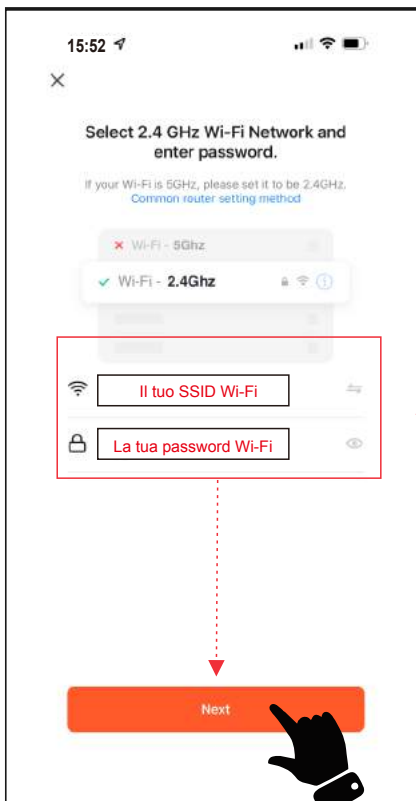 15:52
Select 2.4 GHz Wi-Fi Network and
enter password.
If your Wi-Fi is 5GHz, please set it to be 2.4GHz.
Common router setting method
Wi-Fi - 5Ghz
Wi-Fi - 2.4Ghz
Il tuo SSID Wi-Fi
La tua password Wi-Fi
Next